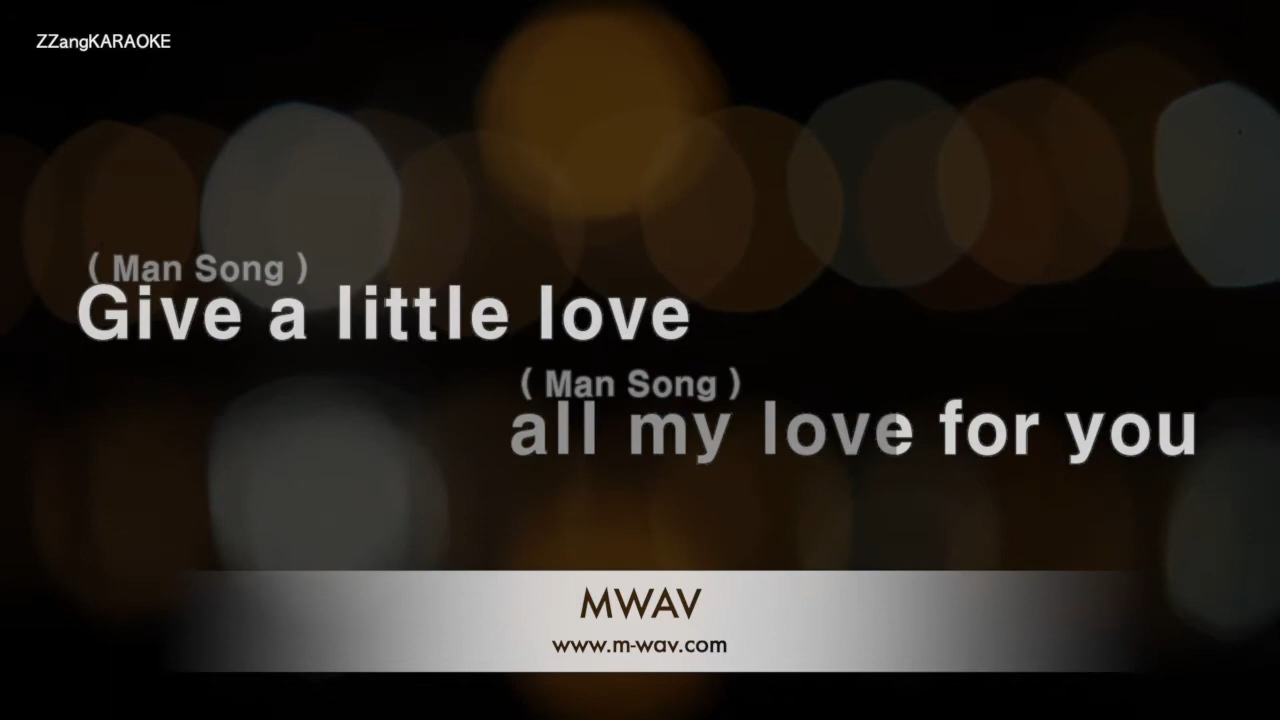 ZZangKARAOKE
( Man Song )
Give a little love
( Man Song )
all my love for you
MWAV
www.m-wav.com